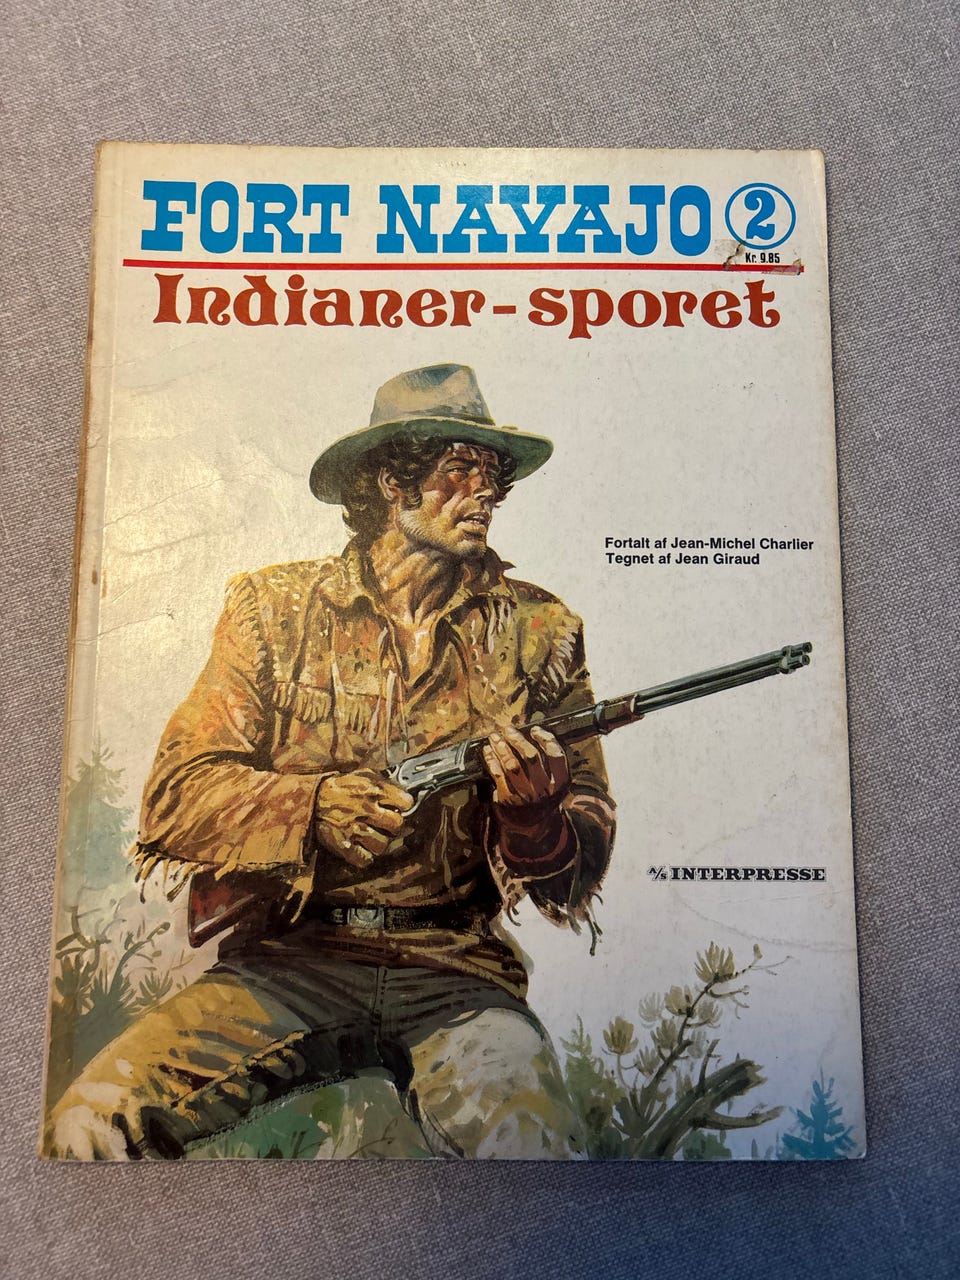 FORT NAVAJO 2
Kr. 9.85
Indianer-sporet
Fortalt af Jean-Michel Charlier
Tegnet af Jean Giraud
A/S INTERPRESSE